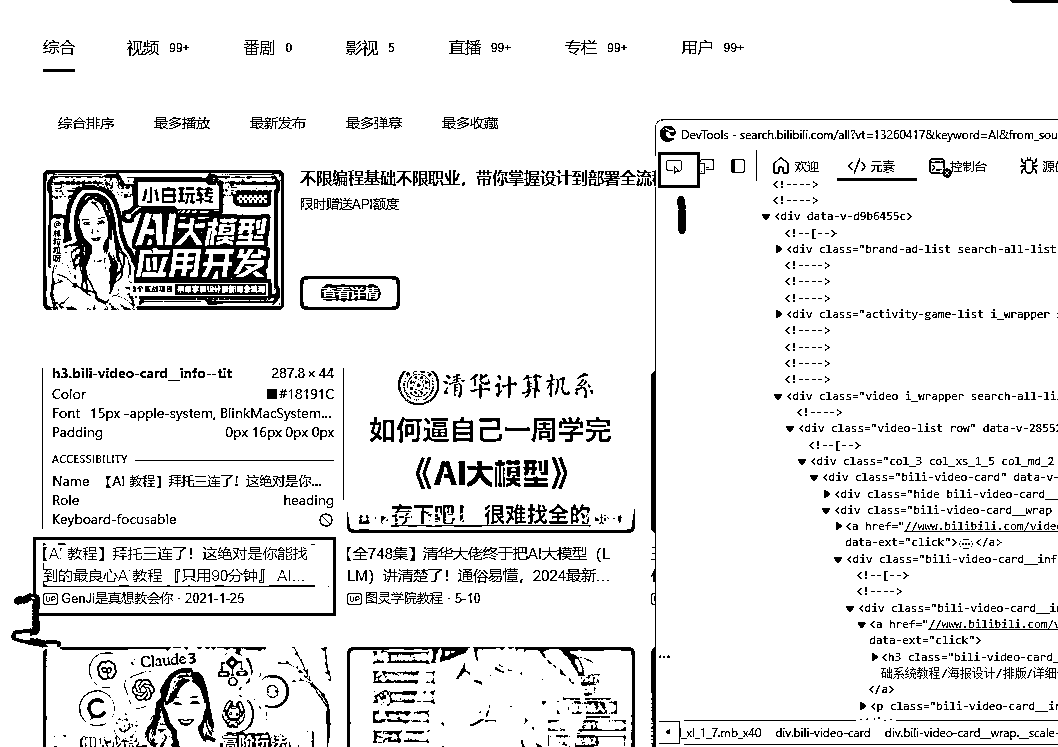 综合 视频 99+ 番剧 0 影视 5 直播 99+ 专栏 99+ 用户 99+
综合排序 最多播放 最新发布 最多弹幕 最多收藏
小白玩转
AI大模型
应用开发
不限编程基础不限职业，带你掌握设计到部署全流程
限时赠送API额度
查看详情
h3.bili-video-card__info--tit 287.8 × 44
Color #18191C
Font 15px -apple-system, BlinkMacSystem...
Padding 0px 16px 0px 0px
ACCESSIBILITY
Name 【AI 教程】拜托三连了！这绝对是你...
Role heading
Keyboard-focusable
清华计算机系
如何逼自己一周学完
《AI大模型》
存下吧！ 很难找全的
【AI 教程】拜托三连了！这绝对是你能找
到的最良心AI教程 『只用90分钟』 AI...
UP GenJi是真想教会你 · 2021-1-25
【全748集】清华大佬终于把AI大模型（L
LM）讲清楚了！通俗易懂，2024最新...
UP 图灵学院教程 · 5-10
1
2
Claude 3
DevTools - search.bilibili.com/all?vt=13260417&keyword=AI&from_sou
欢迎 </> 元素 控制台 源
<!---->
<!---->
▼<div data-v-d9b6455c>
<!--[-->
▶<div class="brand-ad-list search-all-list
<!---->
<!---->
<!---->
▶<div class="activity-game-list i_wrapper s
<!---->
<!---->
<!---->
<!---->
▼<div class="video i_wrapper search-all-li
<!---->
▼<div class="video-list row" data-v-28552
<!--[-->
▼<div class="col_3 col_xs_1_5 col_md_2
▼<div class="bili-video-card" data-v-
▶<div class="hide bili-video-card__
▼<div class="bili-video-card__wrap
▶<a href="//www.bilibili.com/video
data-ext="click">…</a>
▼<div class="bili-video-card__inf
<!--[-->
<!---->
▼<div class="bili-video-card__i
▼<a href="//www.bilibili.com/v
data-ext="click">
▶<h3 class="bili-video-card_
础系统教程/海报设计/排版/详细
</a>
▶<p class="bili-video-card__in
_xl_1_7.mb_x40 div.bili-video-card div.bili-video-card__wrap.__scale